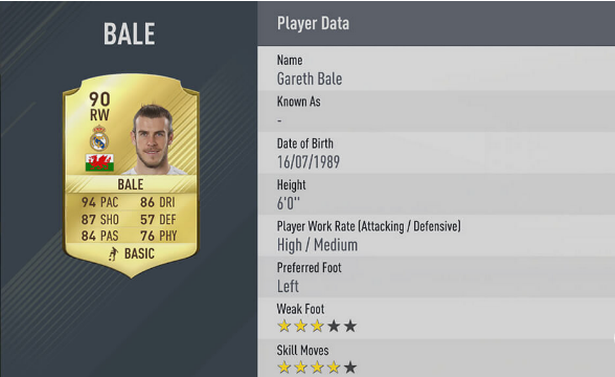 BALE
90
RW
BALE
94 PAC 86 DRI
87 SHO 57 DEF
84 PAS 76 PHY
BASIC
Player Data
Name
Gareth Bale
Known As
-
Date of Birth
16/07/1989
Height
6'0"
Player Work Rate (Attacking / Defensive)
High / Medium
Preferred Foot
Left
Weak Foot
Skill Moves